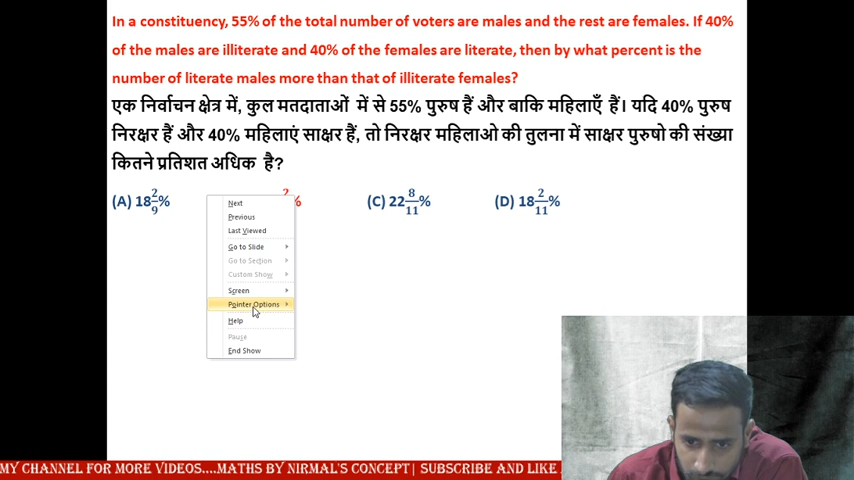 In a constituency, 55% of the total number of voters are males and the rest are females. If 40%
of the males are illiterate and 40% of the females are literate, then by what percent is the
number of literate males more than that of illiterate females?
एक निर्वाचन क्षेत्र में, कुल मतदाताओं में से 55% पुरुष हैं और बाकि महिलाएँ हैं। यदि 40% पुरुष
निरक्षर हैं और 40% महिलाएं साक्षर हैं, तो निरक्षर महिलाओ की तुलना में साक्षर पुरुषो की संख्या
कितने प्रतिशत अधिक है?
(A) 18 2/9% 2 % (C) 22 8/11% (D) 18 2/11%
Next
Previous
Last Viewed
Go to Slide
Go to Section
Custom Show
Screen
Pointer Options
Help
Pause
End Show
MY CHANNEL FOR MORE VIDEOS....MATHS BY NIRMAL'S CONCEPT| SUBSCRIBE AND LIKE